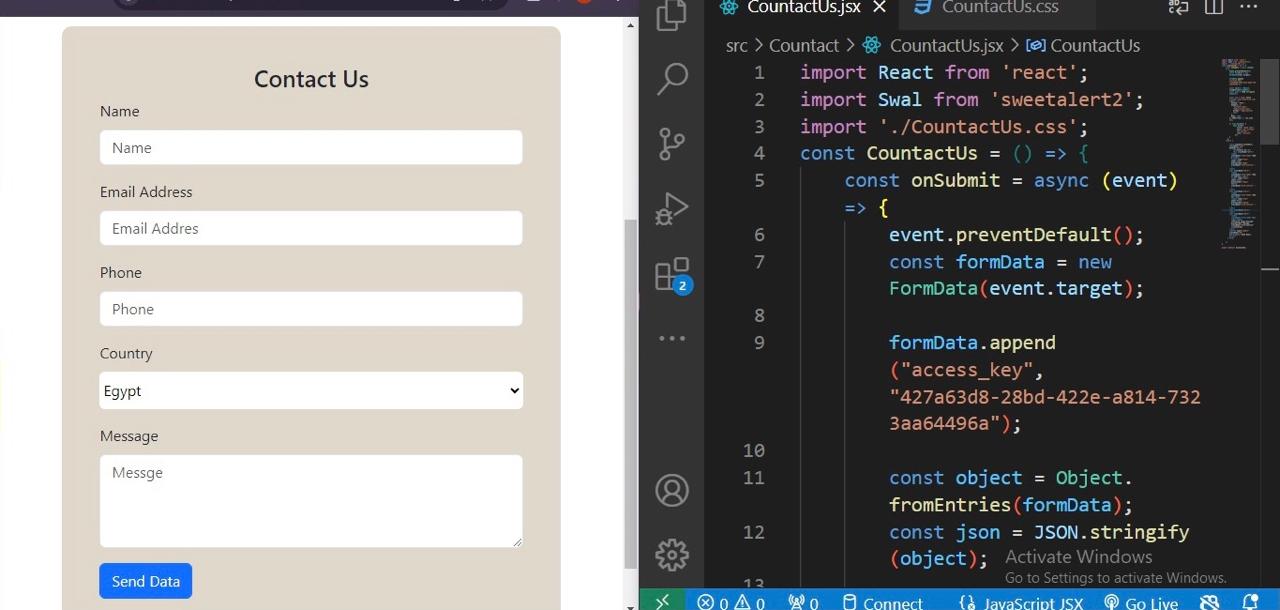 Contact Us
Name
Name
Email Address
Email Addres
Phone
Phone
Country
Egypt
Message
Messge
Send Data
CountactUs.jsx
CountactUs.css
src > Countact > CountactUs.jsx > CountactUs
1 import React from 'react';
2 import Swal from 'sweetalert2';
3 import './CountactUs.css';
4 const CountactUs = () => {
5 const onSubmit = async (event)
=> {
6 event.preventDefault();
7 const formData = new
FormData(event.target);
8
9 formData.append
("access_key",
"427a63d8-28bd-422e-a814-732
3aa64496a");
10
11 const object = Object.
fromEntries(formData);
12 const json = JSON.stringify
(object);
13
2
Activate Windows
Go to Settings to activate Windows.
0 0 0 Connect JavaScript JSX Go Live